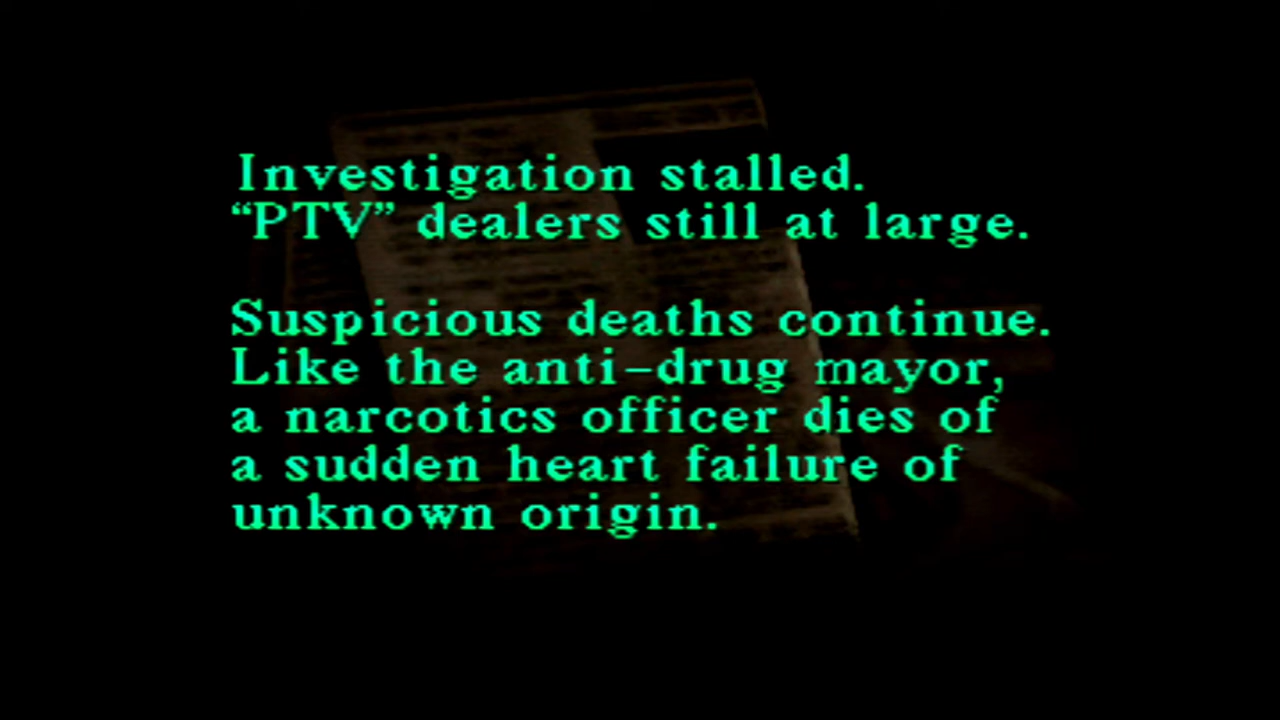 Investigation stalled.
“PTV” dealers still at large.
Suspicious deaths continue.
Like the anti-drug mayor,
a narcotics officer dies of
a sudden heart failure of
unknown origin.